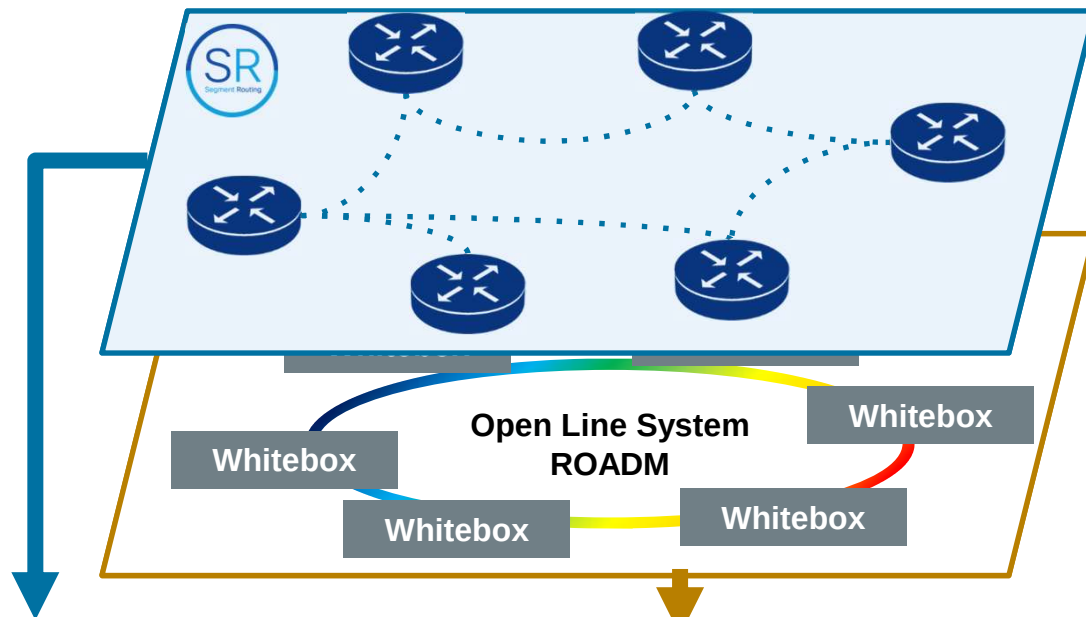 SR
Segment Routing
Whitebox
Open Line System
ROADM
Whitebox
Whitebox
Whitebox